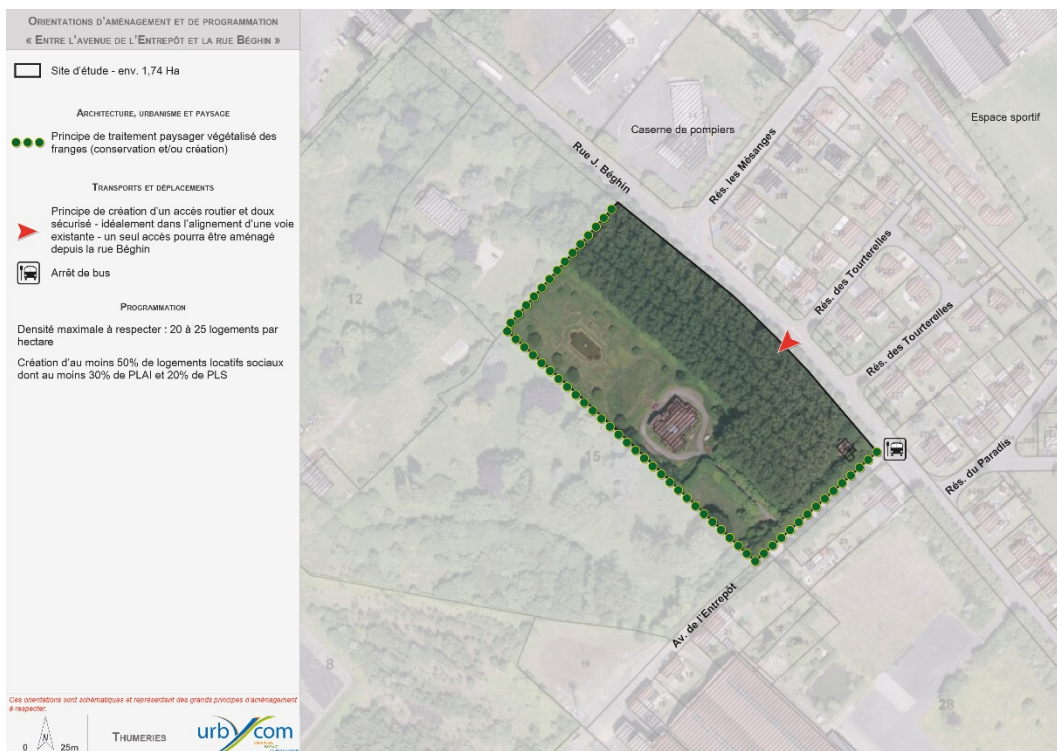 ORIENTATIONS D'AMÉNAGEMENT ET DE PROGRAMMATION
« ENTRE L'AVENUE DE L'ENTREPÔT ET LA RUE BÉGHIN »
Site d'étude - env. 1,74 Ha
ARCHITECTURE, URBANISME ET PAYSAGE
Principe de traitement paysager végétalisé des
franges (conservation et/ou création)
TRANSPORTS ET DÉPLACEMENTS
Principe de création d'un accès routier et doux
sécurisé - idéalement dans l'alignement d'une voie
existante - un seul accès pourra être aménagé
depuis la rue Béghin
Arrêt de bus
PROGRAMMATION
Densité maximale à respecter : 20 à 25 logements par
hectare
Création d'au moins 50% de logements locatifs sociaux
dont au moins 30% de PLAI et 20% de PLS
Ces orientations sont schématiques et représentent des grands principes d'aménagement
à respecter.
N
0 25m
THUMERIES
urbycom
Caserne de pompiers
Espace sportif
Rue J. Béghin
Rés. les Mésanges
Rés. des Tourterelles
Rés. des Tourterelles
Rés. du Paradis
Av. de l'Entrepôt
12
15
8
28